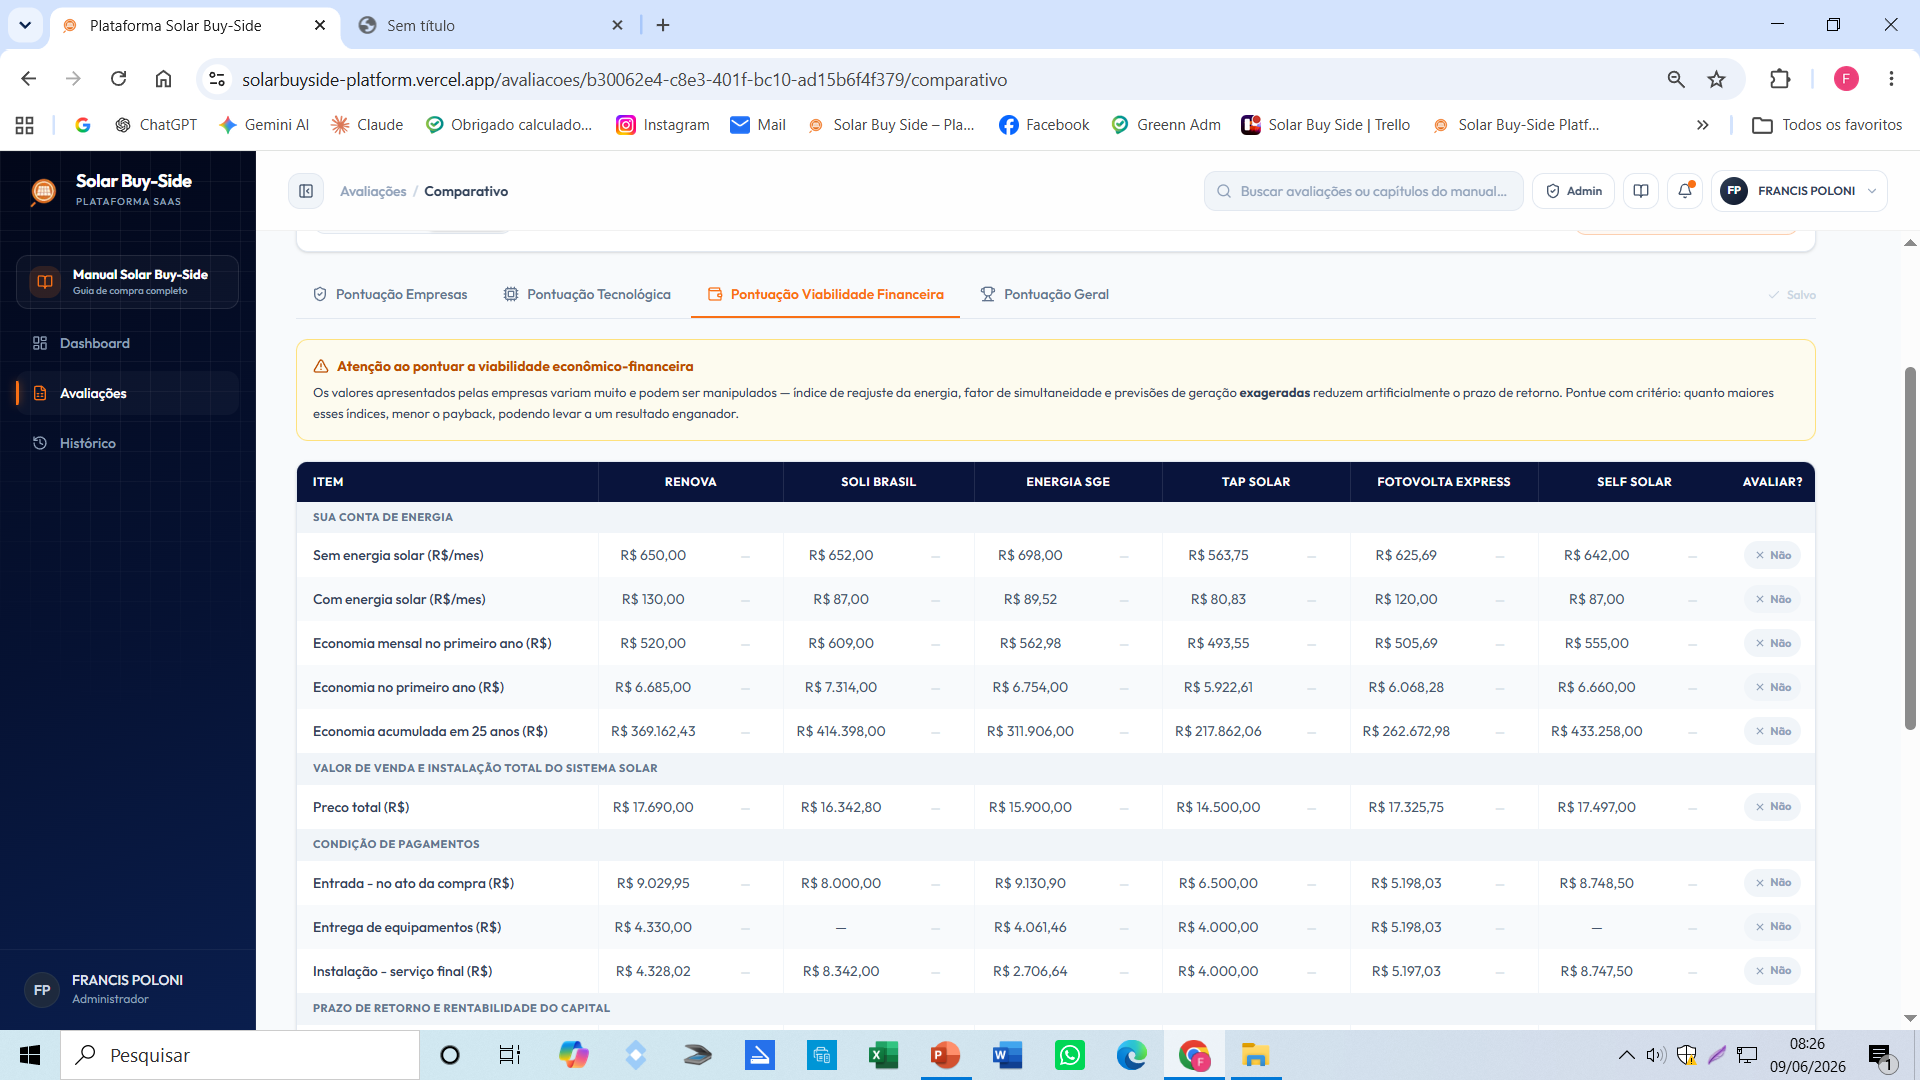 Plataforma Solar Buy-Side
Sem título
solarbuyside-platform.vercel.app/avaliacoes/b30062e4-c8e3-401f-bc10-ad15b6f4f379/comparativo
F
ChatGPT
Gemini AI
Claude
Obrigado calculado...
Instagram
Mail
Solar Buy Side – Pla...
Facebook
Greenn Adm
Solar Buy Side | Trello
Solar Buy-Side Platf...
Todos os favoritos
Solar Buy-Side
PLATAFORMA SAAS
Manual Solar Buy-Side
Guia de compra completo
Dashboard
Avaliações
Histórico
FP
FRANCIS POLONI
Administrador
Avaliações / Comparativo
Buscar avaliações ou capítulos do manual...
Admin
FP
FRANCIS POLONI
Pontuação Empresas
Pontuação Tecnológica
Pontuação Viabilidade Financeira
Pontuação Geral
Salvo
Atenção ao pontuar a viabilidade econômico-financeira
Os valores apresentados pelas empresas variam muito e podem ser manipulados — índice de reajuste da energia, fator de simultaneidade e previsões de geração exageradas reduzem artificialmente o prazo de retorno. Pontue com critério: quanto maiores
esses índices, menor o payback, podendo levar a um resultado enganador.
ITEM RENOVA SOLI BRASIL ENERGIA SGE TAP SOLAR FOTOVOLTA EXPRESS SELF SOLAR AVALIAR?
SUA CONTA DE ENERGIA
Sem energia solar (R$/mes) R$ 650,00 — R$ 652,00 — R$ 698,00 — R$ 563,75 — R$ 625,69 — R$ 642,00 — × Não
Com energia solar (R$/mes) R$ 130,00 — R$ 87,00 — R$ 89,52 — R$ 80,83 — R$ 120,00 — R$ 87,00 — × Não
Economia mensal no primeiro ano (R$) R$ 520,00 — R$ 609,00 — R$ 562,98 — R$ 493,55 — R$ 505,69 — R$ 555,00 — × Não
Economia no primeiro ano (R$) R$ 6.685,00 — R$ 7.314,00 — R$ 6.754,00 — R$ 5.922,61 — R$ 6.068,28 — R$ 6.660,00 — × Não
Economia acumulada em 25 anos (R$) R$ 369.162,43 — R$ 414.398,00 — R$ 311.906,00 — R$ 217.862,06 — R$ 262.672,98 — R$ 433.258,00 — × Não
VALOR DE VENDA E INSTALAÇÃO TOTAL DO SISTEMA SOLAR
Preco total (R$) R$ 17.690,00 — R$ 16.342,80 — R$ 15.900,00 — R$ 14.500,00 — R$ 17.325,75 — R$ 17.497,00 — × Não
CONDIÇÃO DE PAGAMENTOS
Entrada - no ato da compra (R$) R$ 9.029,95 — R$ 8.000,00 — R$ 9.130,90 — R$ 6.500,00 — R$ 5.198,03 — R$ 8.748,50 — × Não
Entrega de equipamentos (R$) R$ 4.330,00 — — — R$ 4.061,46 — R$ 4.000,00 — R$ 5.198,03 — — — × Não
Instalação - serviço final (R$) R$ 4.328,02 — R$ 8.342,00 — R$ 2.706,64 — R$ 4.000,00 — R$ 5.197,03 — R$ 8.747,50 — × Não
PRAZO DE RETORNO E RENTABILIDADE DO CAPITAL
Pesquisar
08:26
09/06/2026
1